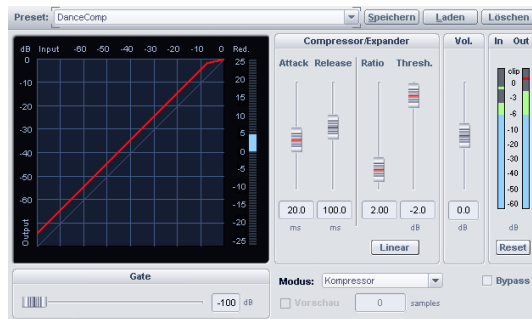 Preset: DanceComp Speichern Laden Löschen
dB Input -60 -50 -40 -30 -20 -10 0 Red.
0
-10
-20
-30
-40
-50
-60
Output
25
20
15
10
5
0
-5
-10
-15
-20
-25
Compressor/Expander
Attack Release Ratio Thresh.
20.0 100.0 2.00 -2.0
ms ms dB
Linear
Vol.
0.0
dB
In Out
clip
0
-3
-6
-12
-30
-40
-50
-60
dB
Reset
Gate
-100 dB
Modus: Kompressor Bypass
Vorschau 0 samples